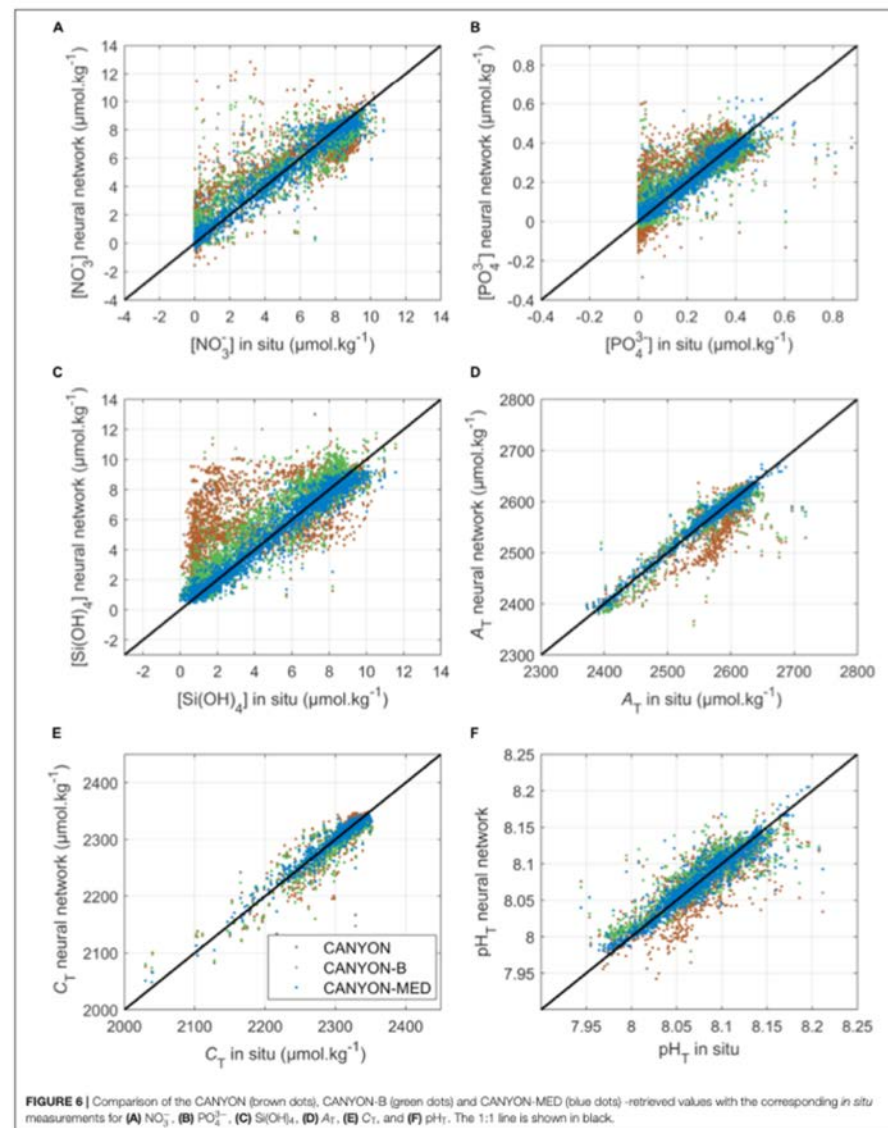 A
[NO3-] neural network (µmol.kg-1)
14
12
10
8
6
4
2
0
-2
-4
-4 -2 0 2 4 6 8 10 12 14
[NO3-] in situ (µmol.kg-1)
B
[PO43-] neural network (µmol.kg-1)
0.8
0.6
0.4
0.2
0
-0.2
-0.4
-0.4 -0.2 0 0.2 0.4 0.6 0.8
[PO43-] in situ (µmol.kg-1)
C
[Si(OH)4] neural network (µmol.kg-1)
14
12
10
8
6
4
2
0
-2
-2 0 2 4 6 8 10 12 14
[Si(OH)4] in situ (µmol.kg-1)
D
AT neural network (µmol.kg-1)
2800
2700
2600
2500
2400
2300
2300 2400 2500 2600 2700 2800
AT in situ (µmol.kg-1)
E
CT neural network (µmol.kg-1)
2400
2300
2200
2100
2000
2000 2100 2200 2300 2400
CANYON
CANYON-B
CANYON-MED
CT in situ (µmol.kg-1)
F
pHT neural network
8.25
8.2
8.15
8.1
8.05
8
7.95
7.95 8 8.05 8.1 8.15 8.2 8.25
pHT in situ
FIGURE 6 | Comparison of the CANYON (brown dots), CANYON-B (green dots) and CANYON-MED (blue dots) -retrieved values with the corresponding in situ
measurements for (A) NO3-, (B) PO43-, (C) Si(OH)4, (D) AT, (E) CT, and (F) pHT. The 1:1 line is shown in black.